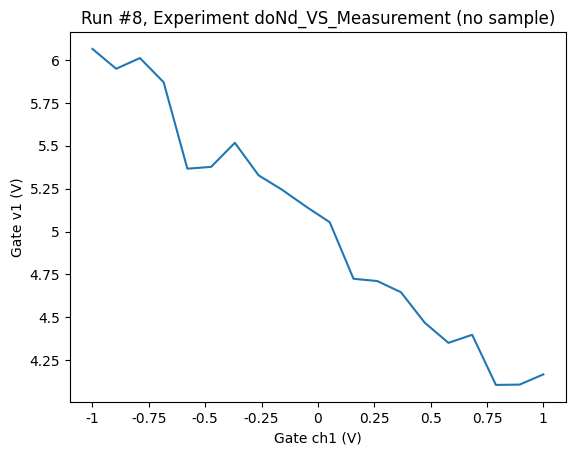 Run #8, Experiment doNd_VS_Measurement (no sample)
6
5.75
5.5
5.25
5
4.75
4.5
4.25
Gate v1 (V)
-1 -0.75 -0.5 -0.25 0 0.25 0.5 0.75 1
Gate ch1 (V)